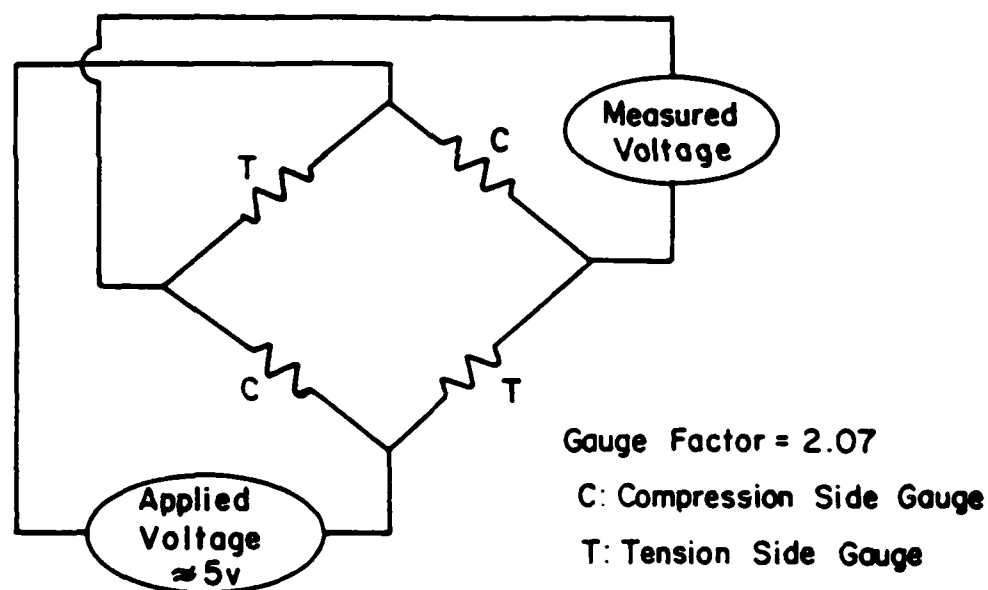 T
C
Measured
Voltage
C
T
Applied
Voltage
≈5v
Gauge Factor = 2.07
C: Compression Side Gauge
T: Tension Side Gauge